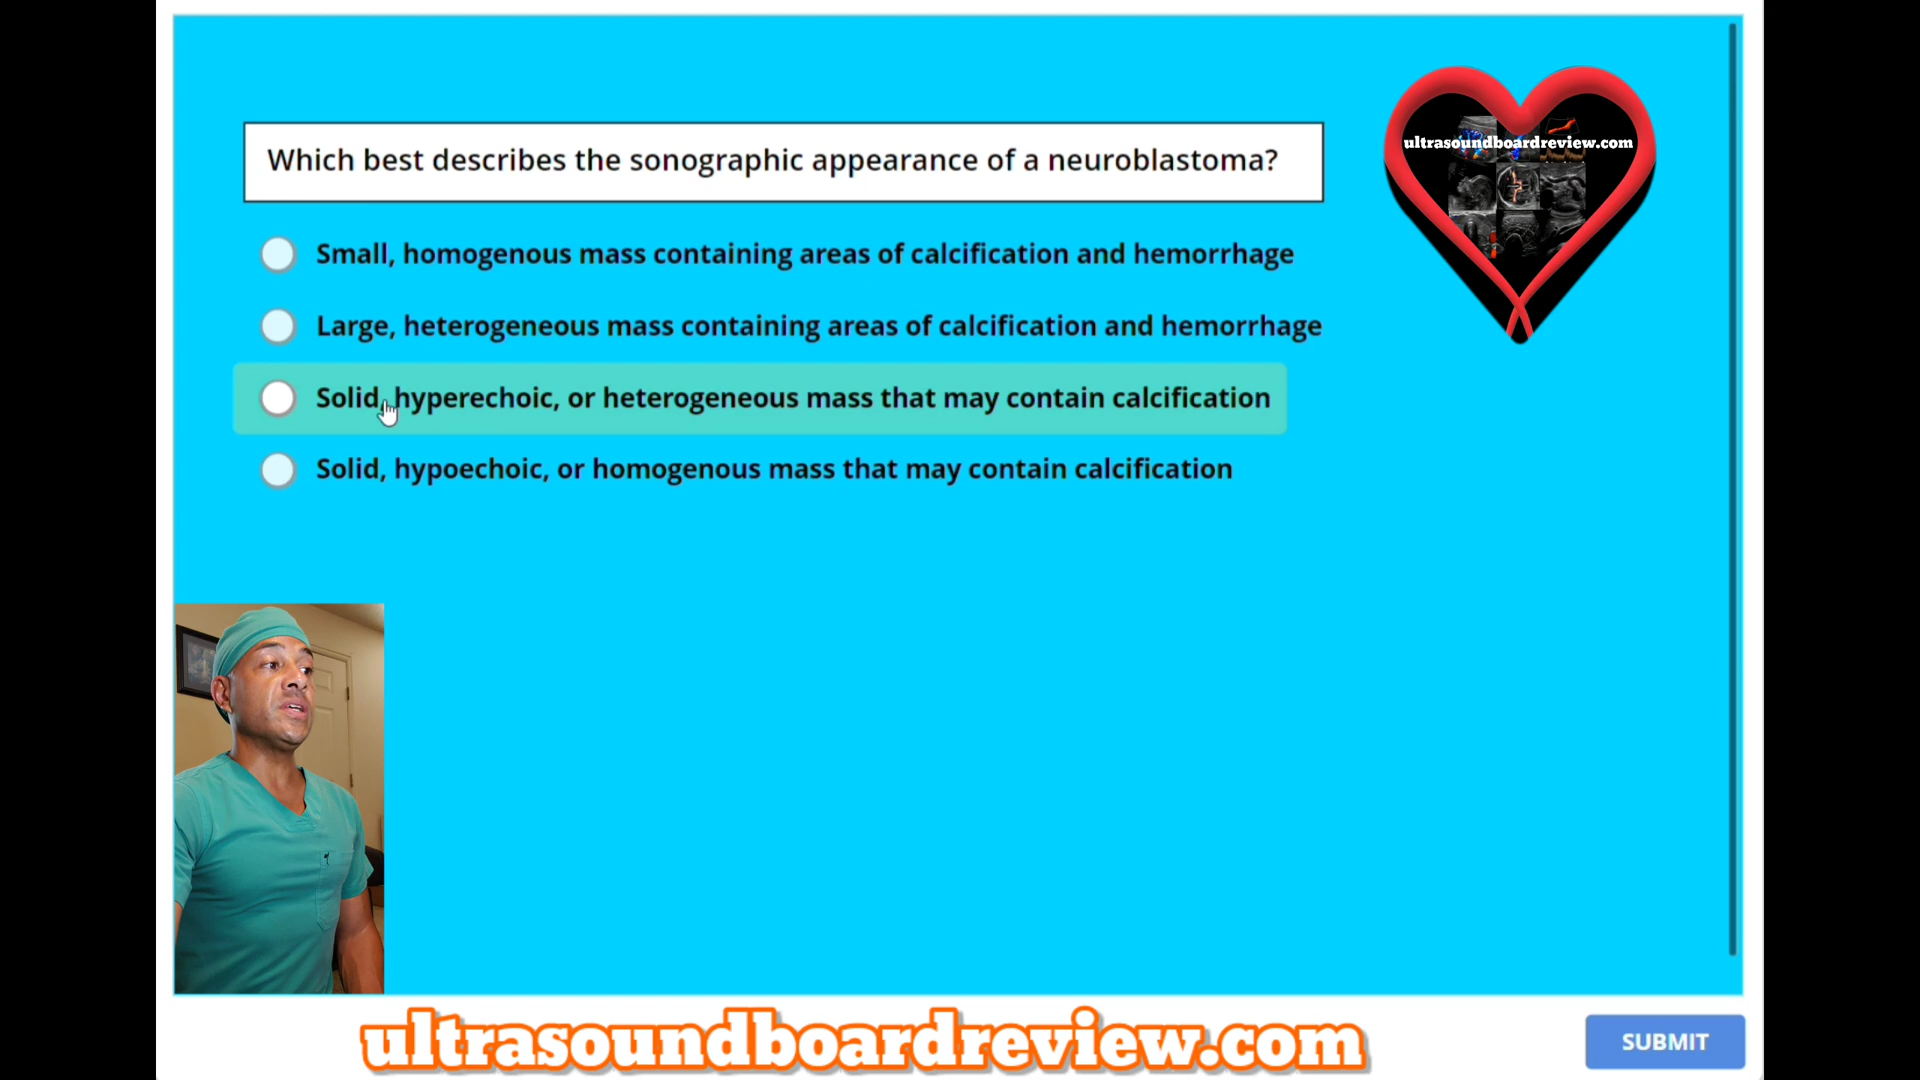 ultrasoundboardreview.com
Which best describes the sonographic appearance of a neuroblastoma?
Small, homogenous mass containing areas of calcification and hemorrhage
Large, heterogeneous mass containing areas of calcification and hemorrhage
Solid, hyperechoic, or heterogeneous mass that may contain calcification
Solid, hypoechoic, or homogenous mass that may contain calcification
ultrasoundboardreview.com
SUBMIT